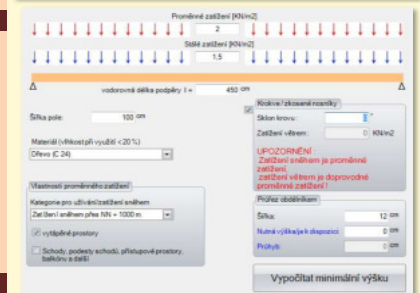 Proměnné zatížení [KN/m2]
2
Stálé zatížení [KN/m2]
1,5
vodorovná délka podpěry l = 450 cm
Šířka pole: 100 cm
Materiál (vlhkost při využití < 20 %)
Dřevo (C 24)
Vlastnosti proměnného zatížení
Kategorie pro užívání/zatížení sněhem
Zatížení sněhem přes NN + 1000 m
vytápěné prostory
Schody, podesty schodů, přístupové prostory,
balkónu a další
Krokve / zkosené nosníky
Sklon krovu: °
Zatížení větrem: 0 KN/m2
UPOZORNĚNÍ :
Zatížení sněhem je proměnné
zatížení,
zatížení větrem je doprovodné
proměnné zatížení !
Průřez obdélníkem
Šířka: 12 cm
Nutné výška/je k dispozici: 0 cm
Průhyb: 0 cm
Vypočítat minimální výšku